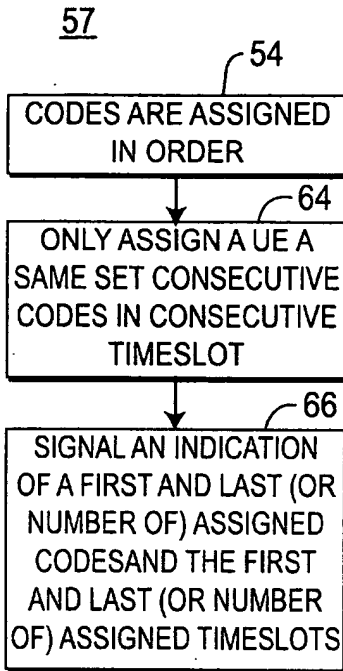 57
54
CODES ARE ASSIGNED
IN ORDER
64
ONLY ASSIGN A UE A
SAME SET CONSECUTIVE
CODES IN CONSECUTIVE
TIMESLOT
66
SIGNAL AN INDICATION
OF A FIRST AND LAST (OR
NUMBER OF) ASSIGNED
CODESAND THE FIRST
AND LAST (OR NUMBER
OF) ASSIGNED TIMESLOTS